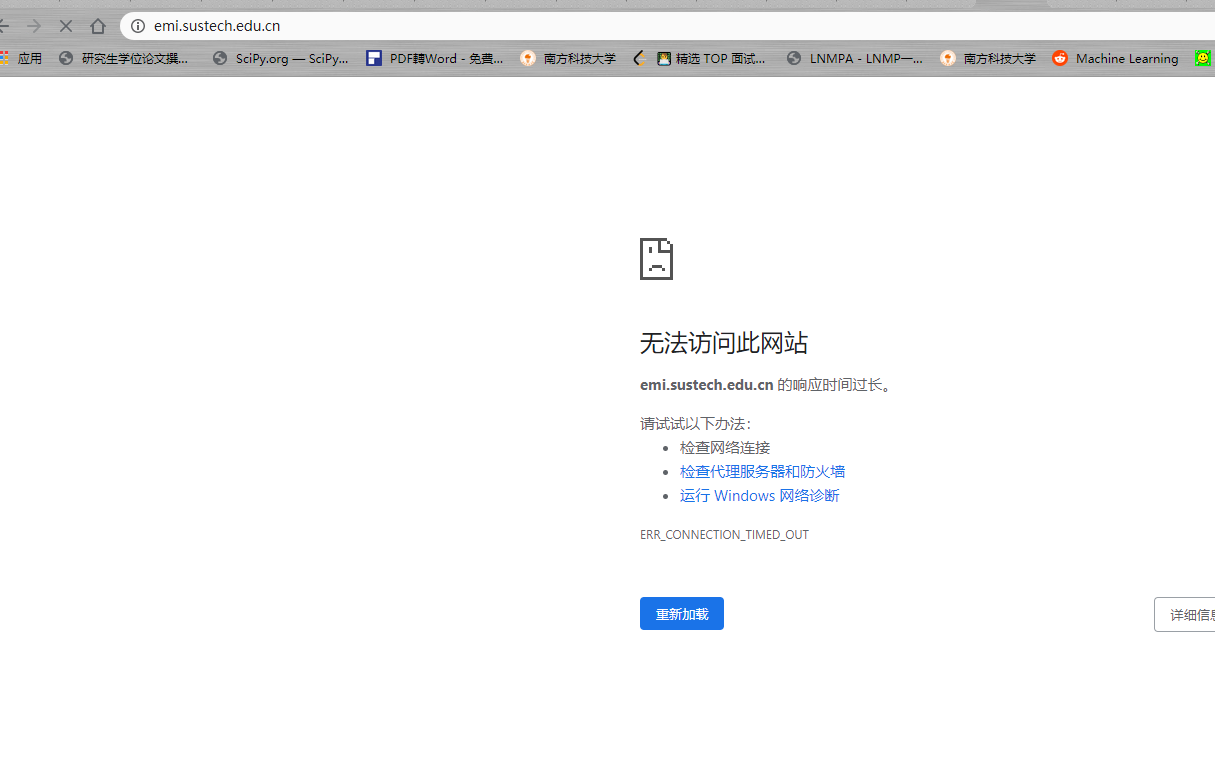 emi.sustech.edu.cn
应用 研究生学位论文撰... SciPy.org — SciPy... PDF轉Word - 免費... 南方科技大学 精选 TOP 面试... LNMPA - LNMP一... 南方科技大学 Machine Learning
无法访问此网站
emi.sustech.edu.cn 的响应时间过长。
请试试以下办法：
• 检查网络连接
• 检查代理服务器和防火墙
• 运行 Windows 网络诊断
ERR_CONNECTION_TIMED_OUT
重新加载 详细信息